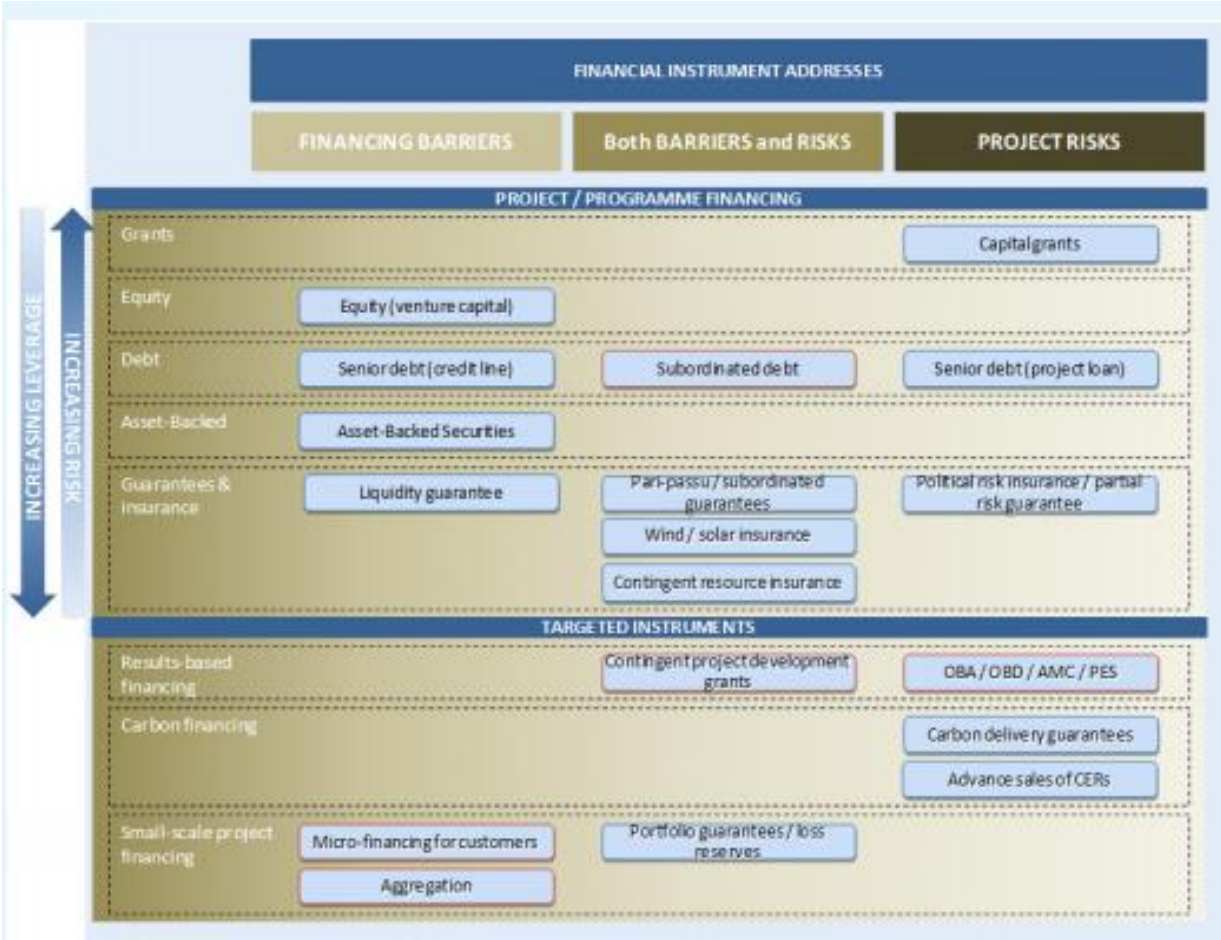 FINANCIAL INSTRUMENT ADDRESSES
FINANCING BARRIERS
Both BARRIERS and RISKS
PROJECT RISKS
PROJECT / PROGRAMME FINANCING
INCREASING LEVERAGE
INCREASING RISK
Grants
Capital grants
Equity
Equity (venture capital)
Debt
Senior debt (credit line)
Subordinated debt
Senior debt (project loan)
Asset-Backed
Asset-Backed Securities
Guarantees &
insurance
Liquidity guarantee
Pari-passu / subordinated
guarantees
Wind / solar insurance
Contingent resource insurance
Political risk insurance / partial
risk guarantee
TARGETED INSTRUMENTS
Results-based
financing
Contingent project development
grants
OBA / OBD / AMC / PES
Carbon financing
Carbon delivery guarantees
Advance sales of CERs
Small-scale project
financing
Micro-financing for customers
Aggregation
Portfolio guarantees / loss
reserves